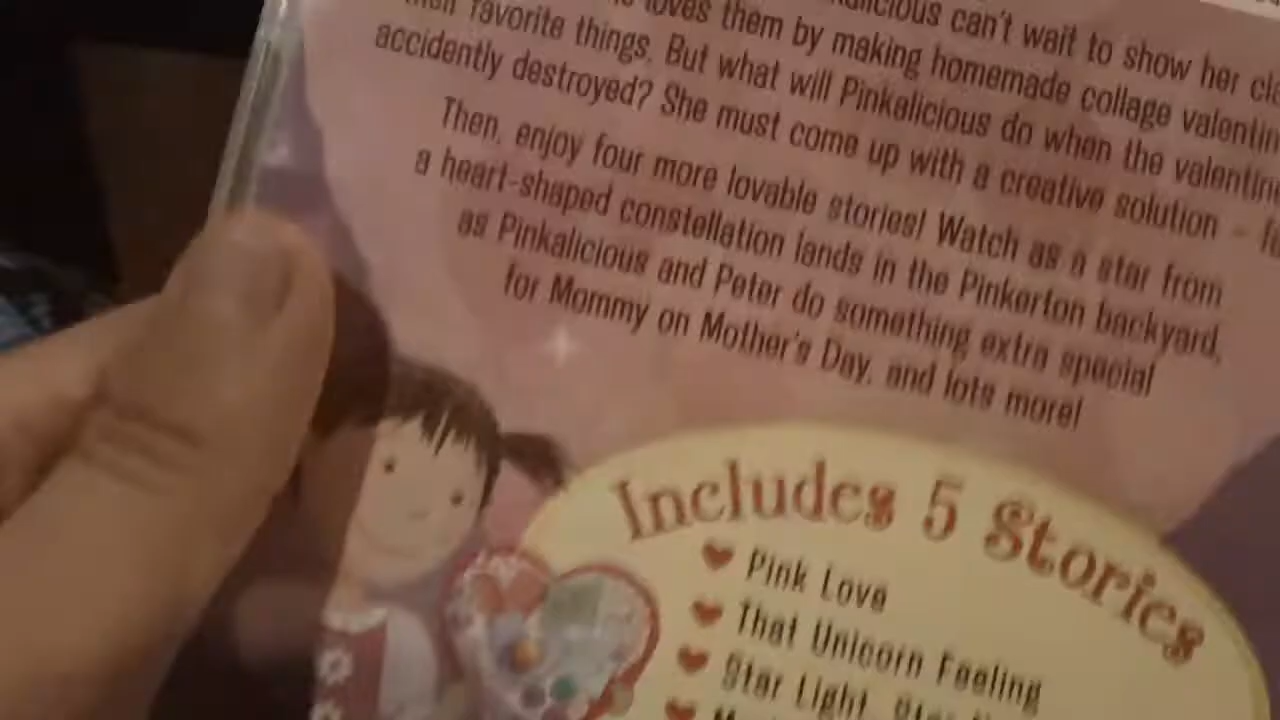 loves them by making homemade collage valentin
can't wait to show her cla
their favorite things. But what will Pinkalicious do when the valentin
accidently destroyed? She must come up with a creative solution –
Then, enjoy four more lovable stories! Watch as a star from
a heart-shaped constellation lands in the Pinkerton backyard,
as Pinkalicious and Peter do something extra special
for Mommy on Mother's Day, and lots more!
Includes 5 Stories
Pink Love
That Unicorn Feeling
Star Light,